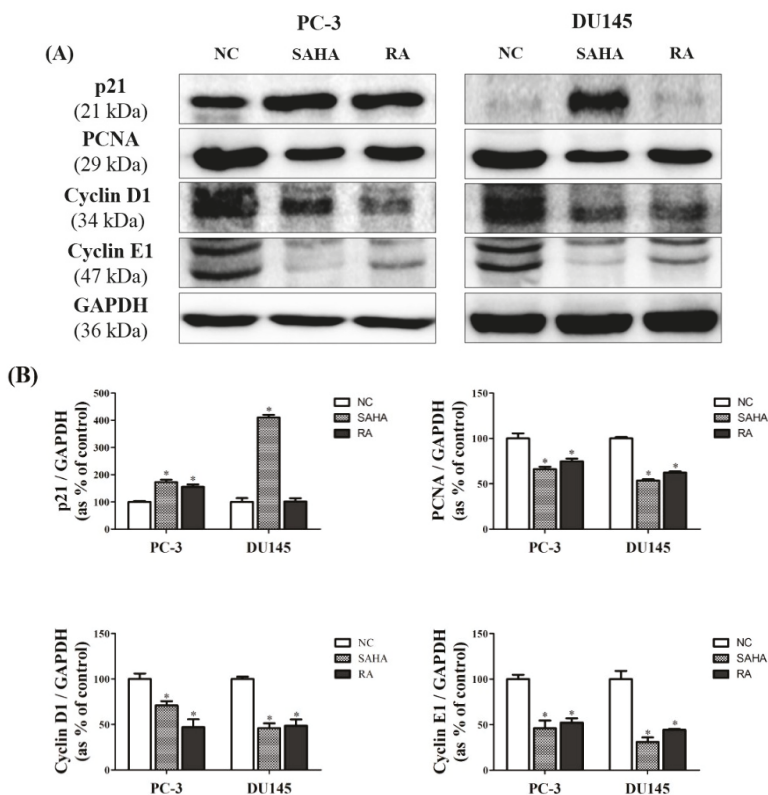 PC-3
DU145
(A)
NC SAHA RA
NC SAHA RA
p21
(21 kDa)
PCNA
(29 kDa)
Cyclin D1
(34 kDa)
Cyclin E1
(47 kDa)
GAPDH
(36 kDa)
(B)
p21 / GAPDH
(as % of control)
500
400
300
200
100
0
PC-3 DU145
* * *
NC
SAHA
RA
PCNA / GAPDH
(as % of control)
150
100
50
0
PC-3 DU145
* * * *
NC
SAHA
RA
Cyclin D1 / GAPDH
(as % of control)
150
100
50
0
PC-3 DU145
* * * *
NC
SAHA
RA
Cyclin E1 / GAPDH
(as % of control)
150
100
50
0
PC-3 DU145
* * * *
NC
SAHA
RA